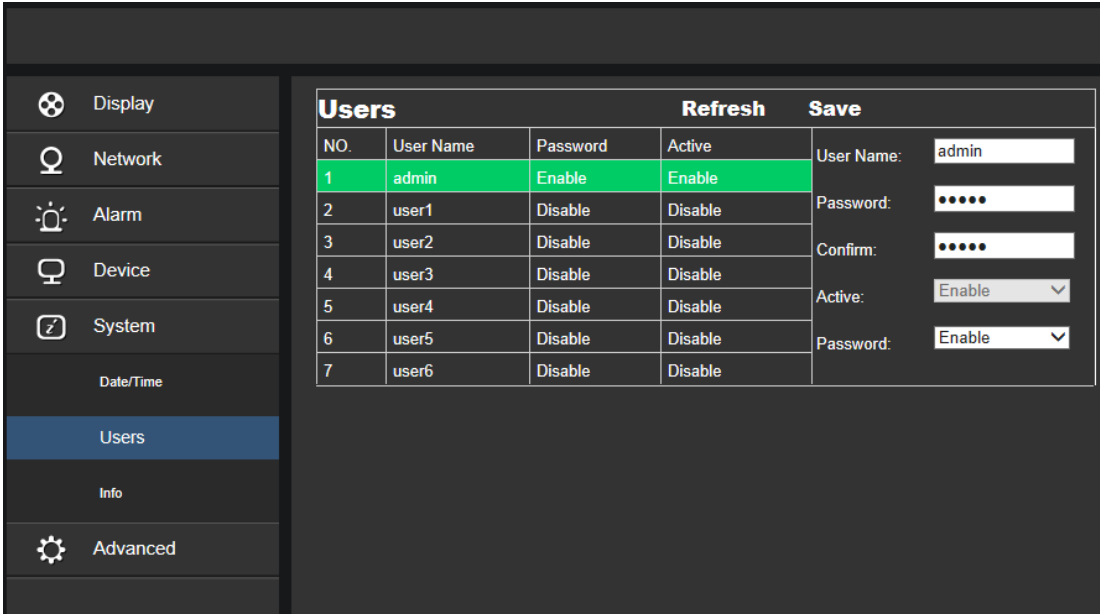 Display
Network
Alarm
Device
System
Date/Time
Users
Info
Advanced
Users Refresh Save
NO. User Name Password Active
1 admin Enable Enable
2 user1 Disable Disable
3 user2 Disable Disable
4 user3 Disable Disable
5 user4 Disable Disable
6 user5 Disable Disable
7 user6 Disable Disable
User Name: admin
Password: •••••
Confirm: •••••
Active: Enable
Password: Enable